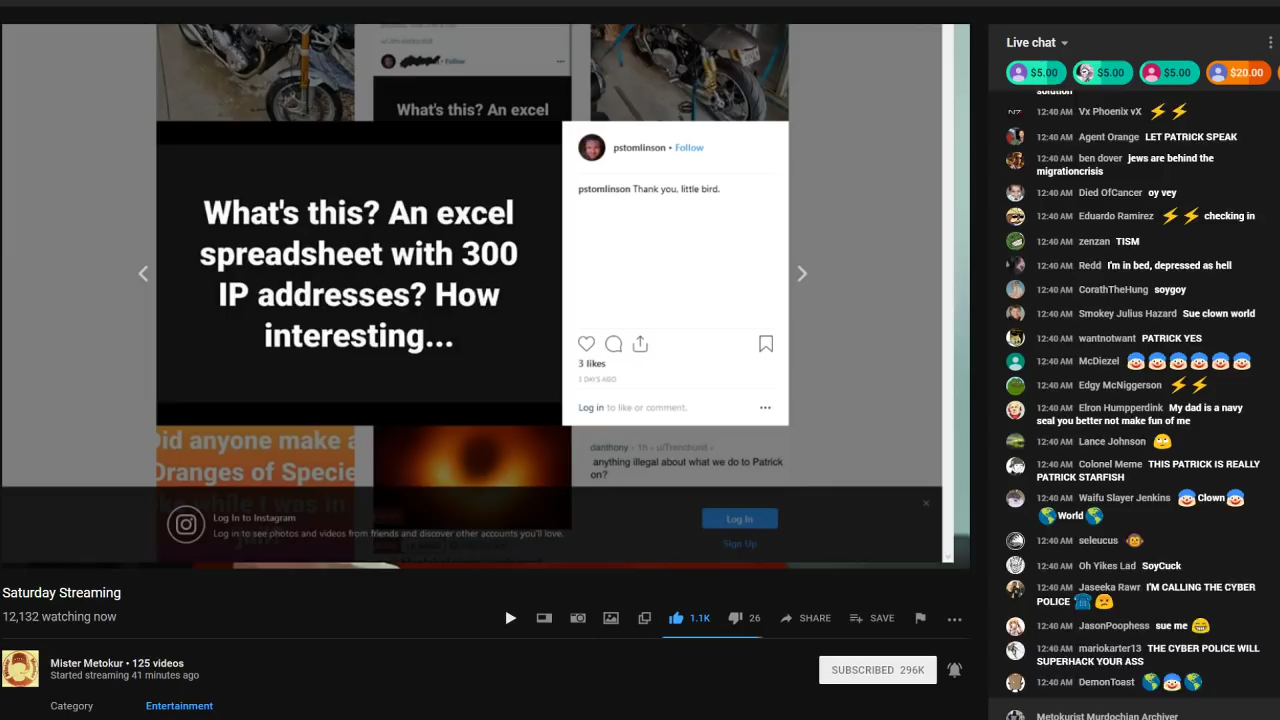 What's this? An excel
pstomlinson • Follow
pstomlinson Thank you, little bird.
What's this? An excel
spreadsheet with 300
IP addresses? How
interesting...
3 likes
3 DAYS AGO
Log in to like or comment.
Did anyone make a
Oranges of Specie
while I was in
danthony • 1h • u/Trenchunt •
anything illegal about what we do to Patrick
on?
Log In to Instagram
Log in to see photos and videos from friends and discover other accounts you'll love.
Log In
Sign Up
Saturday Streaming
12,132 watching now
1.1K
26
SHARE
SAVE
Mister Metokur • 125 videos
Started streaming 41 minutes ago
SUBSCRIBED 296K
Category
Entertainment
Live chat
$5.00
$5.00
$5.00
$20.00
solution
12:40 AM Vx Phoenix vX ⚡⚡
12:40 AM Agent Orange LET PATRICK SPEAK
12:40 AM ben dover jews are behind the
migrationcrisis
12:40 AM Died OfCancer oy vey
12:40 AM Eduardo Ramirez ⚡⚡ checking in
12:40 AM zenzan TISM
12:40 AM Redd I'm in bed, depressed as hell
12:40 AM CorathTheHung soygoy
12:40 AM Smokey Julius Hazard Sue clown world
12:40 AM wantnotwant PATRICK YES
12:40 AM McDiezel 🤡🤡🤡🤡🤡🤡
12:40 AM Edgy McNiggerson ⚡⚡
12:40 AM Elron Humpperdink My dad is a navy
seal you better not make fun of me
12:40 AM Lance Johnson
12:40 AM Colonel Meme THIS PATRICK IS REALLY
PATRICK STARFISH
12:40 AM Waifu Slayer Jenkins 🤡Clown🤡
🌎World🌎
12:40 AM seleucus 🐵
12:40 AM Oh Yikes Lad SoyCuck
12:40 AM Jaseeka Rawr I'M CALLING THE CYBER
POLICE
12:40 AM JasonPoophess sue me 😁
12:40 AM mariokarter13 THE CYBER POLICE WILL
SUPERHACK YOUR ASS
12:40 AM DemonToast 🌎🤡🌎
Metokurist Murdochian Archiver